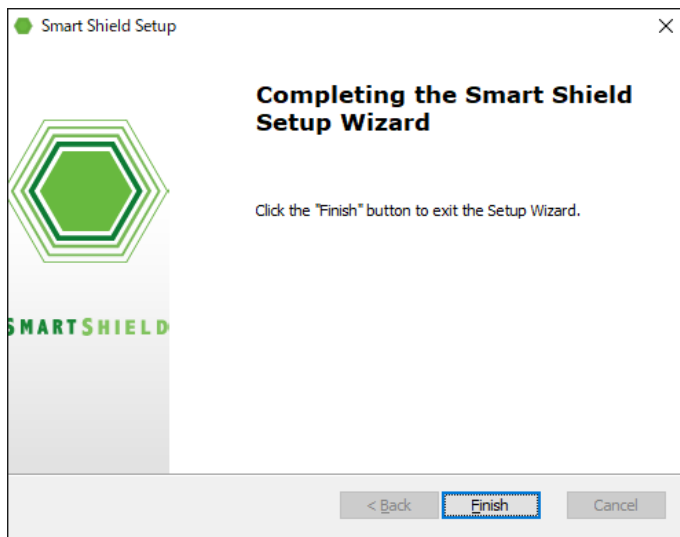 Smart Shield Setup
Completing the Smart Shield
Setup Wizard
Click the "Finish" button to exit the Setup Wizard.
SMARTSHIELD
< Back
Finish
Cancel